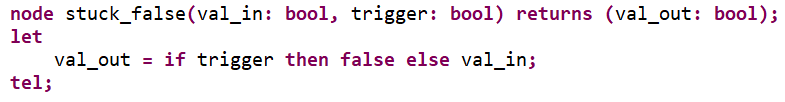 node stuck_false(val_in: bool, trigger: bool) returns (val_out: bool);
let
    val_out = if trigger then false else val_in;
tel;